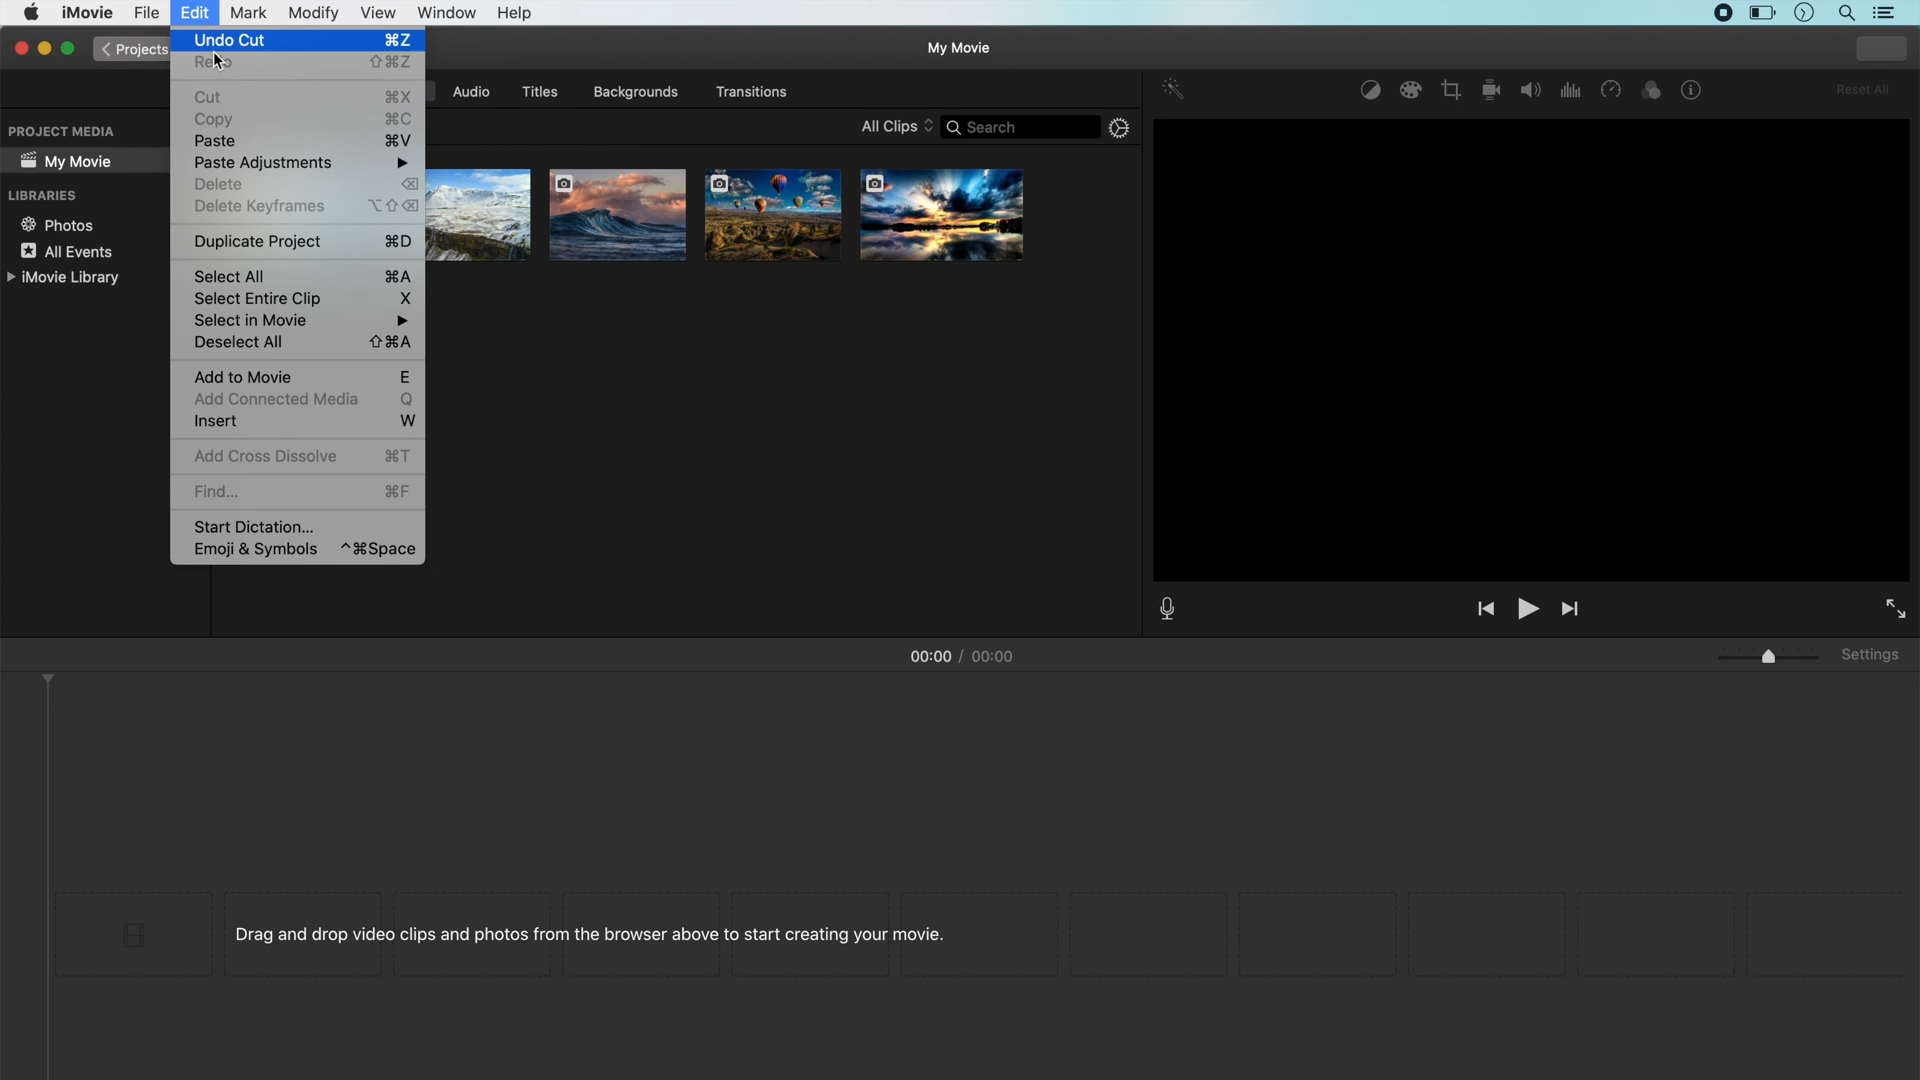 iMovie File Edit Mark Modify View Window Help
Projects
My Movie
Undo Cut ⌘Z
Redo ⇧⌘Z
Cut ⌘X
Copy ⌘C
Paste ⌘V
Paste Adjustments ▶
Delete ⌫
Delete Keyframes ⌥⇧⌫
Duplicate Project ⌘D
Select All ⌘A
Select Entire Clip X
Select in Movie ▶
Deselect All ⇧⌘A
Add to Movie E
Add Connected Media Q
Insert W
Add Cross Dissolve ⌘T
Find... ⌘F
Start Dictation...
Emoji & Symbols ^⌘Space
Audio Titles Backgrounds Transitions
Reset All
PROJECT MEDIA
My Movie
LIBRARIES
Photos
All Events
iMovie Library
All Clips
Search
00:00 / 00:00
Settings
Drag and drop video clips and photos from the browser above to start creating your movie.